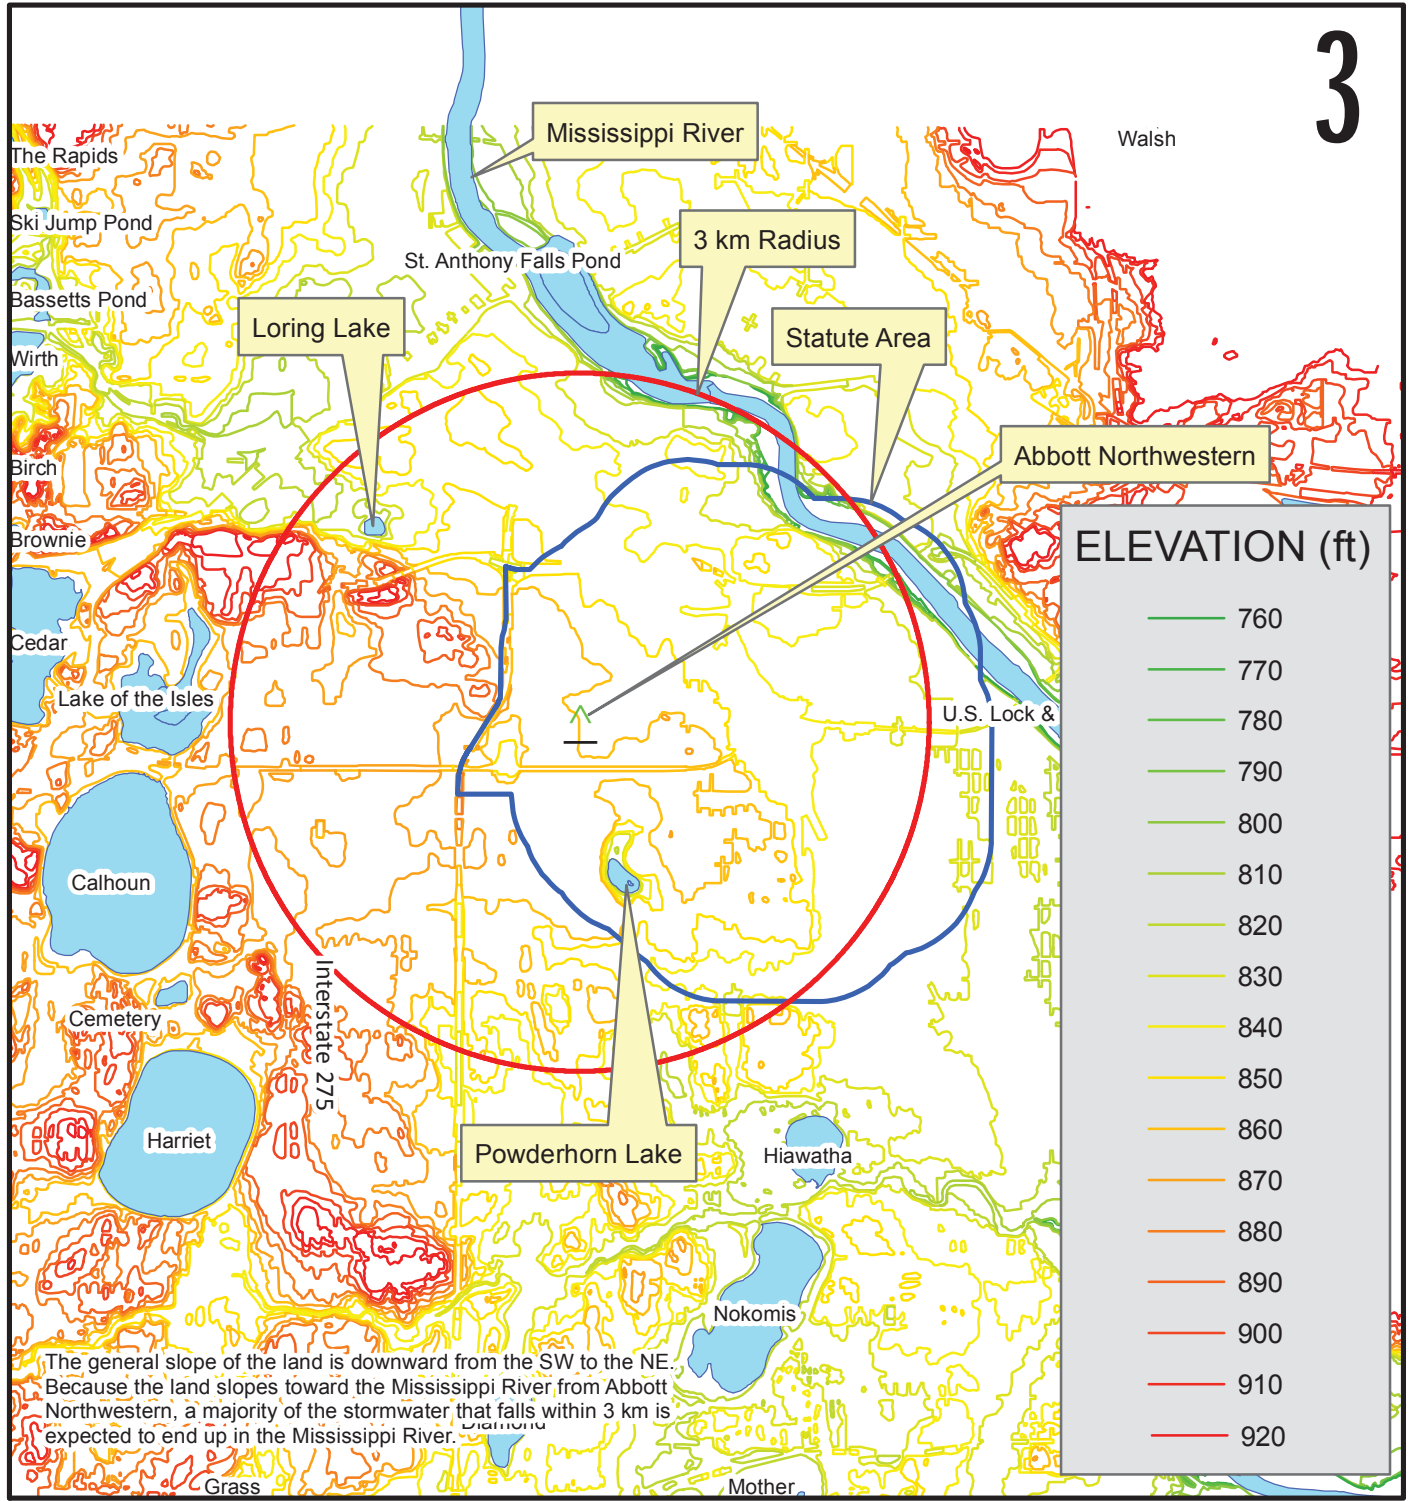 3
Walsh
Mississippi River
The Rapids
Ski Jump Pond
3 km Radius
St. Anthony Falls Pond
Bassetts Pond
Loring Lake
Statute Area
Wirth
Abbott Northwestern
Birch
Brownie
ELEVATION (ft)
760
770
780
790
800
810
820
830
840
850
860
870
880
890
900
910
920
Cedar
Lake of the Isles
U.S. Lock &
Calhoun
Interstate 275
Cemetery
Harriet
Powderhorn Lake
Hiawatha
Nokomis
The general slope of the land is downward from the SW to the NE.
Because the land slopes toward the Mississippi River from Abbott
Northwestern, a majority of the stormwater that falls within 3 km is
expected to end up in the Mississippi River.
Diamond
Grass
Mother